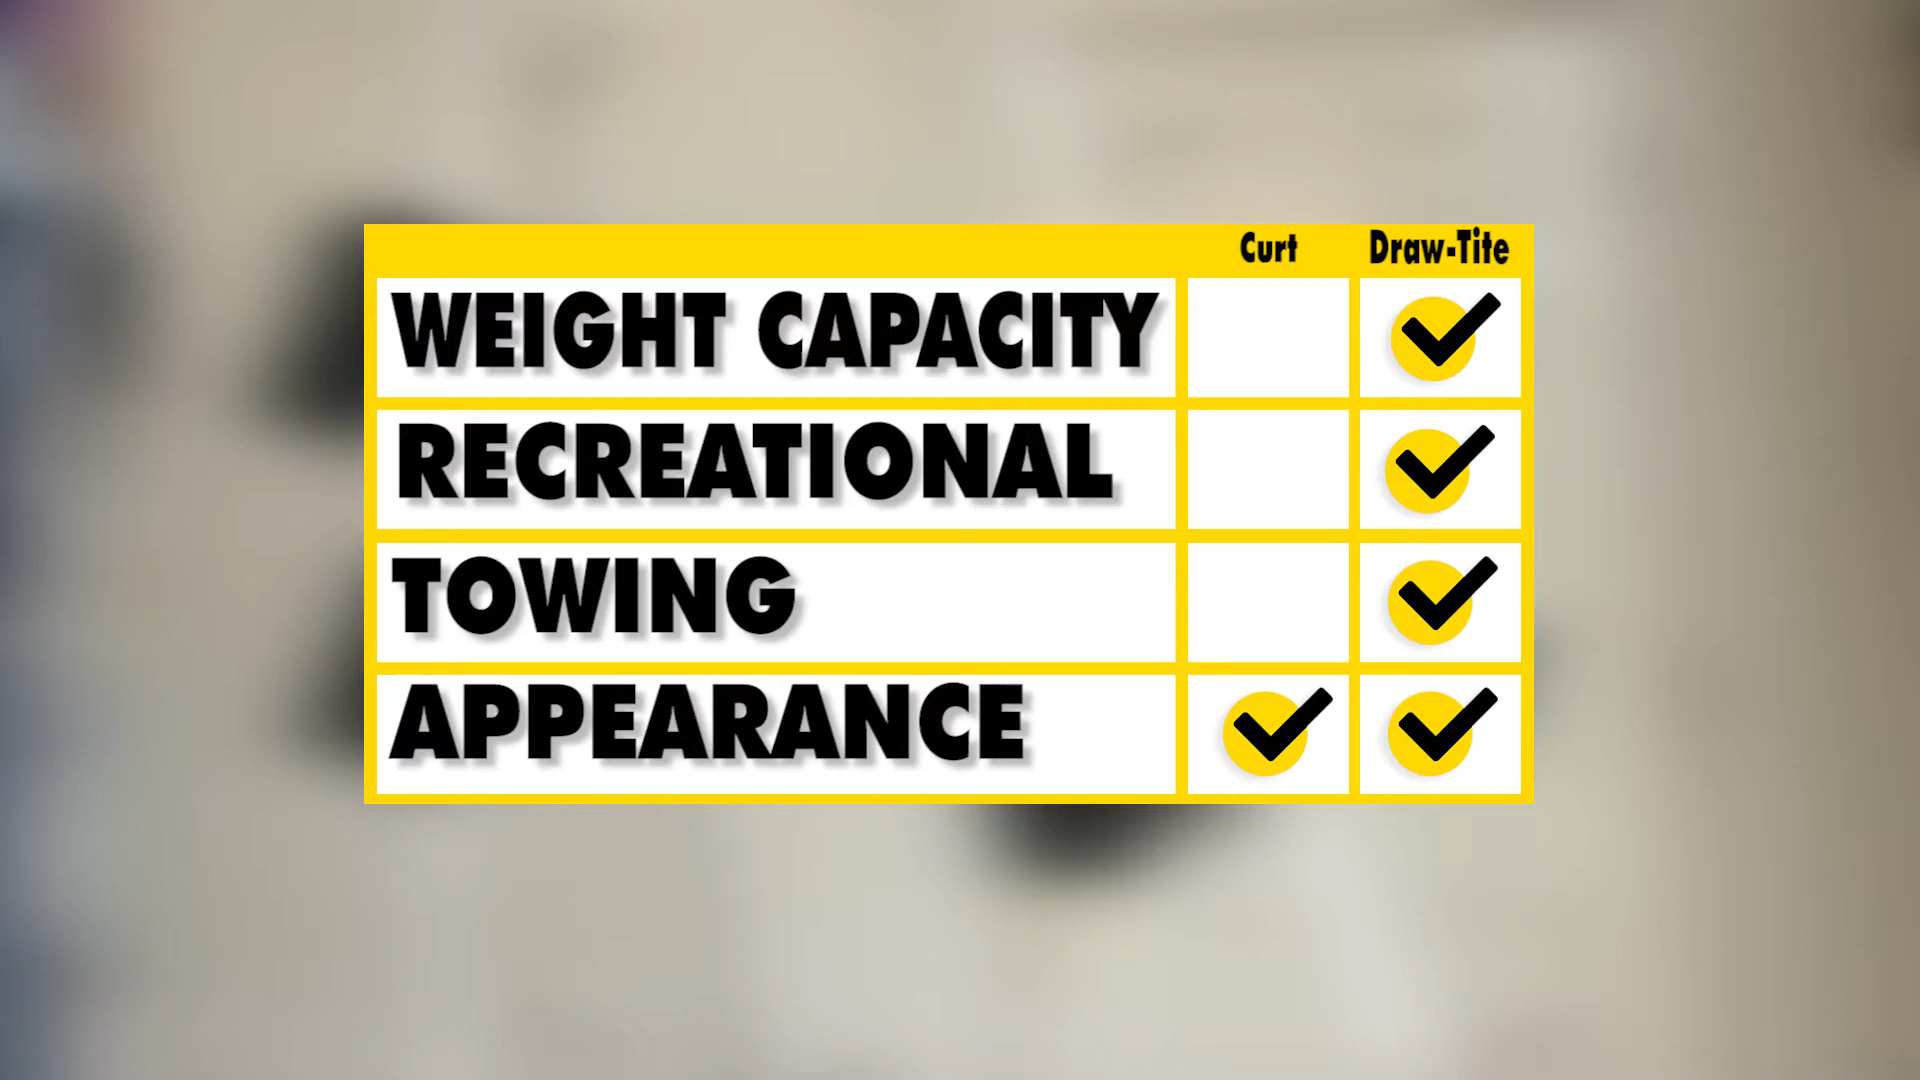 Curt Draw-Tite
WEIGHT CAPACITY
RECREATIONAL
TOWING
APPEARANCE